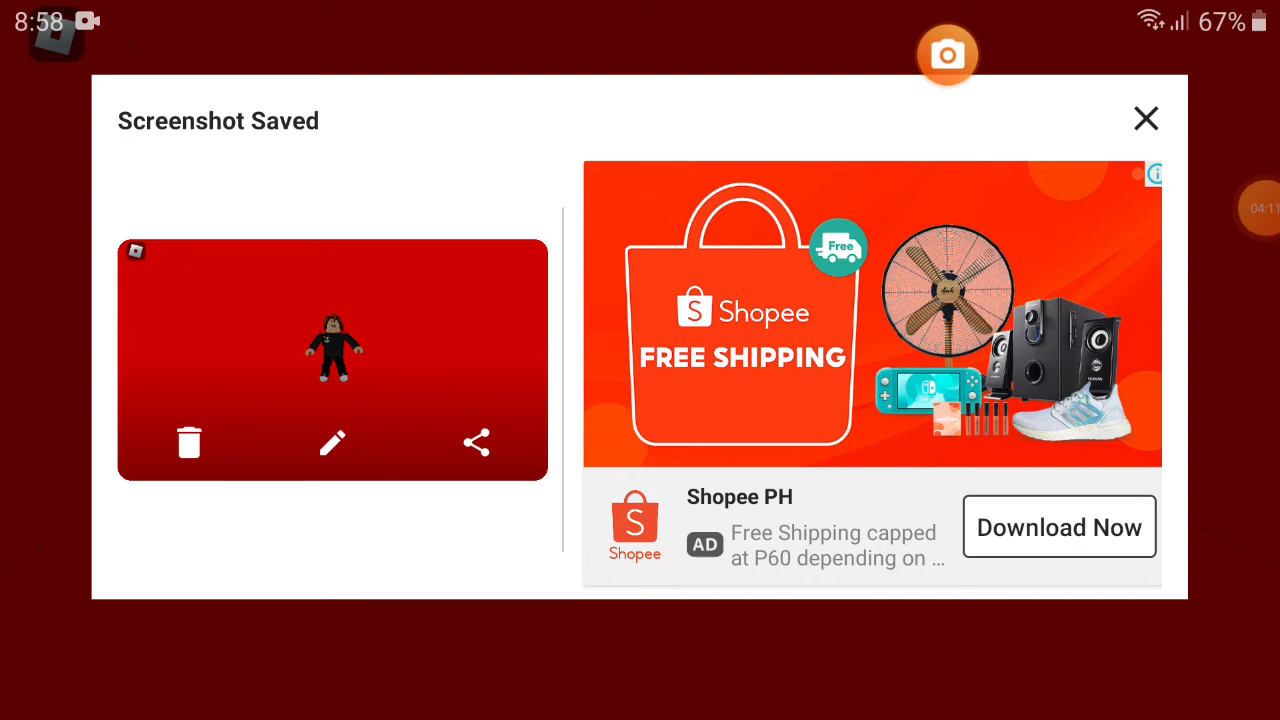 8:58
67%
Screenshot Saved
04:11
Free
S Shopee
FREE SHIPPING
Shopee PH
S
Shopee
AD
Free Shipping capped
at P60 depending on ...
Download Now